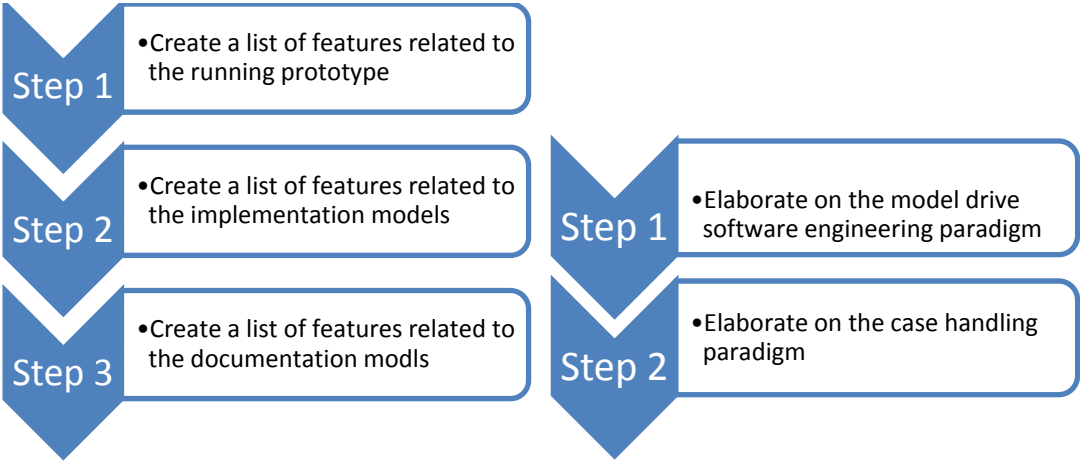 Step 1
•Create a list of features related to
the running prototype
Step 2
•Create a list of features related to
the implementation models
Step 3
•Create a list of features related to
the documentation modls
Step 1
•Elaborate on the model drive
software engineering paradigm
Step 2
•Elaborate on the case handling
paradigm